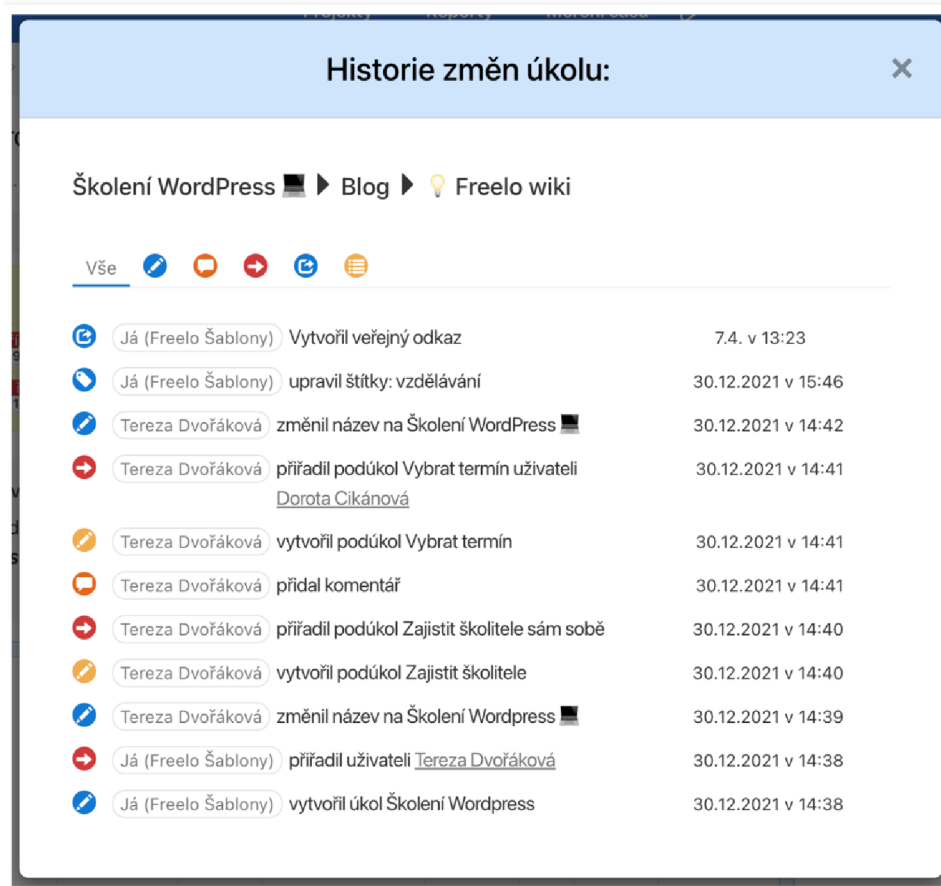 Projekty Reporty Měření času
Historie změn úkolu:
Školení WordPress 💻 ▶ Blog ▶ 💡 Freelo wiki
Vše
Já (Freelo Šablony) Vytvořil veřejný odkaz 7.4. v 13:23
Já (Freelo Šablony) upravil štítky: vzdělávání 30.12.2021 v 15:46
Tereza Dvořáková změnil název na Školení WordPress 💻 30.12.2021 v 14:42
Tereza Dvořáková přiřadil podúkol Vybrat termín uživateli 30.12.2021 v 14:41
Dorota Cikánová
Tereza Dvořáková vytvořil podúkol Vybrat termín 30.12.2021 v 14:41
Tereza Dvořáková přidal komentář 30.12.2021 v 14:41
Tereza Dvořáková přiřadil podúkol Zajistit školitele sám sobě 30.12.2021 v 14:40
Tereza Dvořáková vytvořil podúkol Zajistit školitele 30.12.2021 v 14:40
Tereza Dvořáková změnil název na Školení Wordpress 💻 30.12.2021 v 14:39
Já (Freelo Šablony) přiřadil uživateli Tereza Dvořáková 30.12.2021 v 14:38
Já (Freelo Šablony) vytvořil úkol Školení Wordpress 30.12.2021 v 14:38